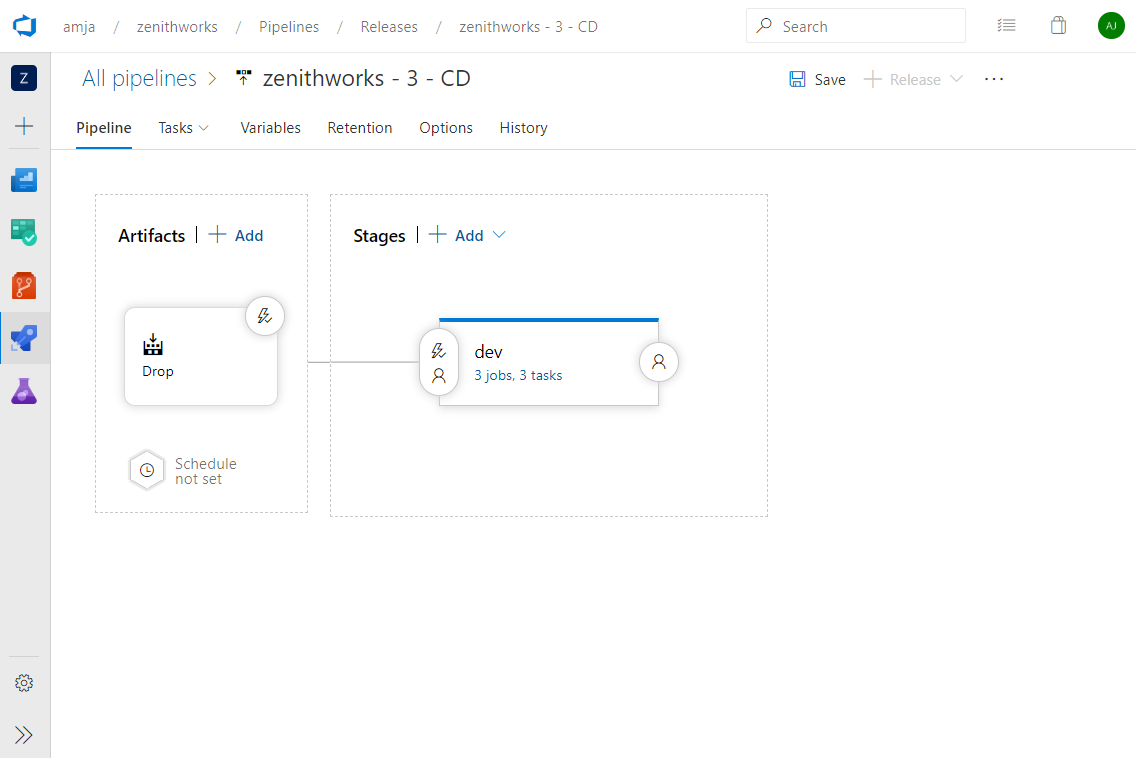 amja / zenithworks / Pipelines / Releases / zenithworks - 3 - CD
Search
AJ
Z
All pipelines > zenithworks - 3 - CD
Save
Release
Pipeline Tasks Variables Retention Options History
Artifacts | + Add
Stages | + Add
Drop
dev
3 jobs, 3 tasks
Schedule
not set